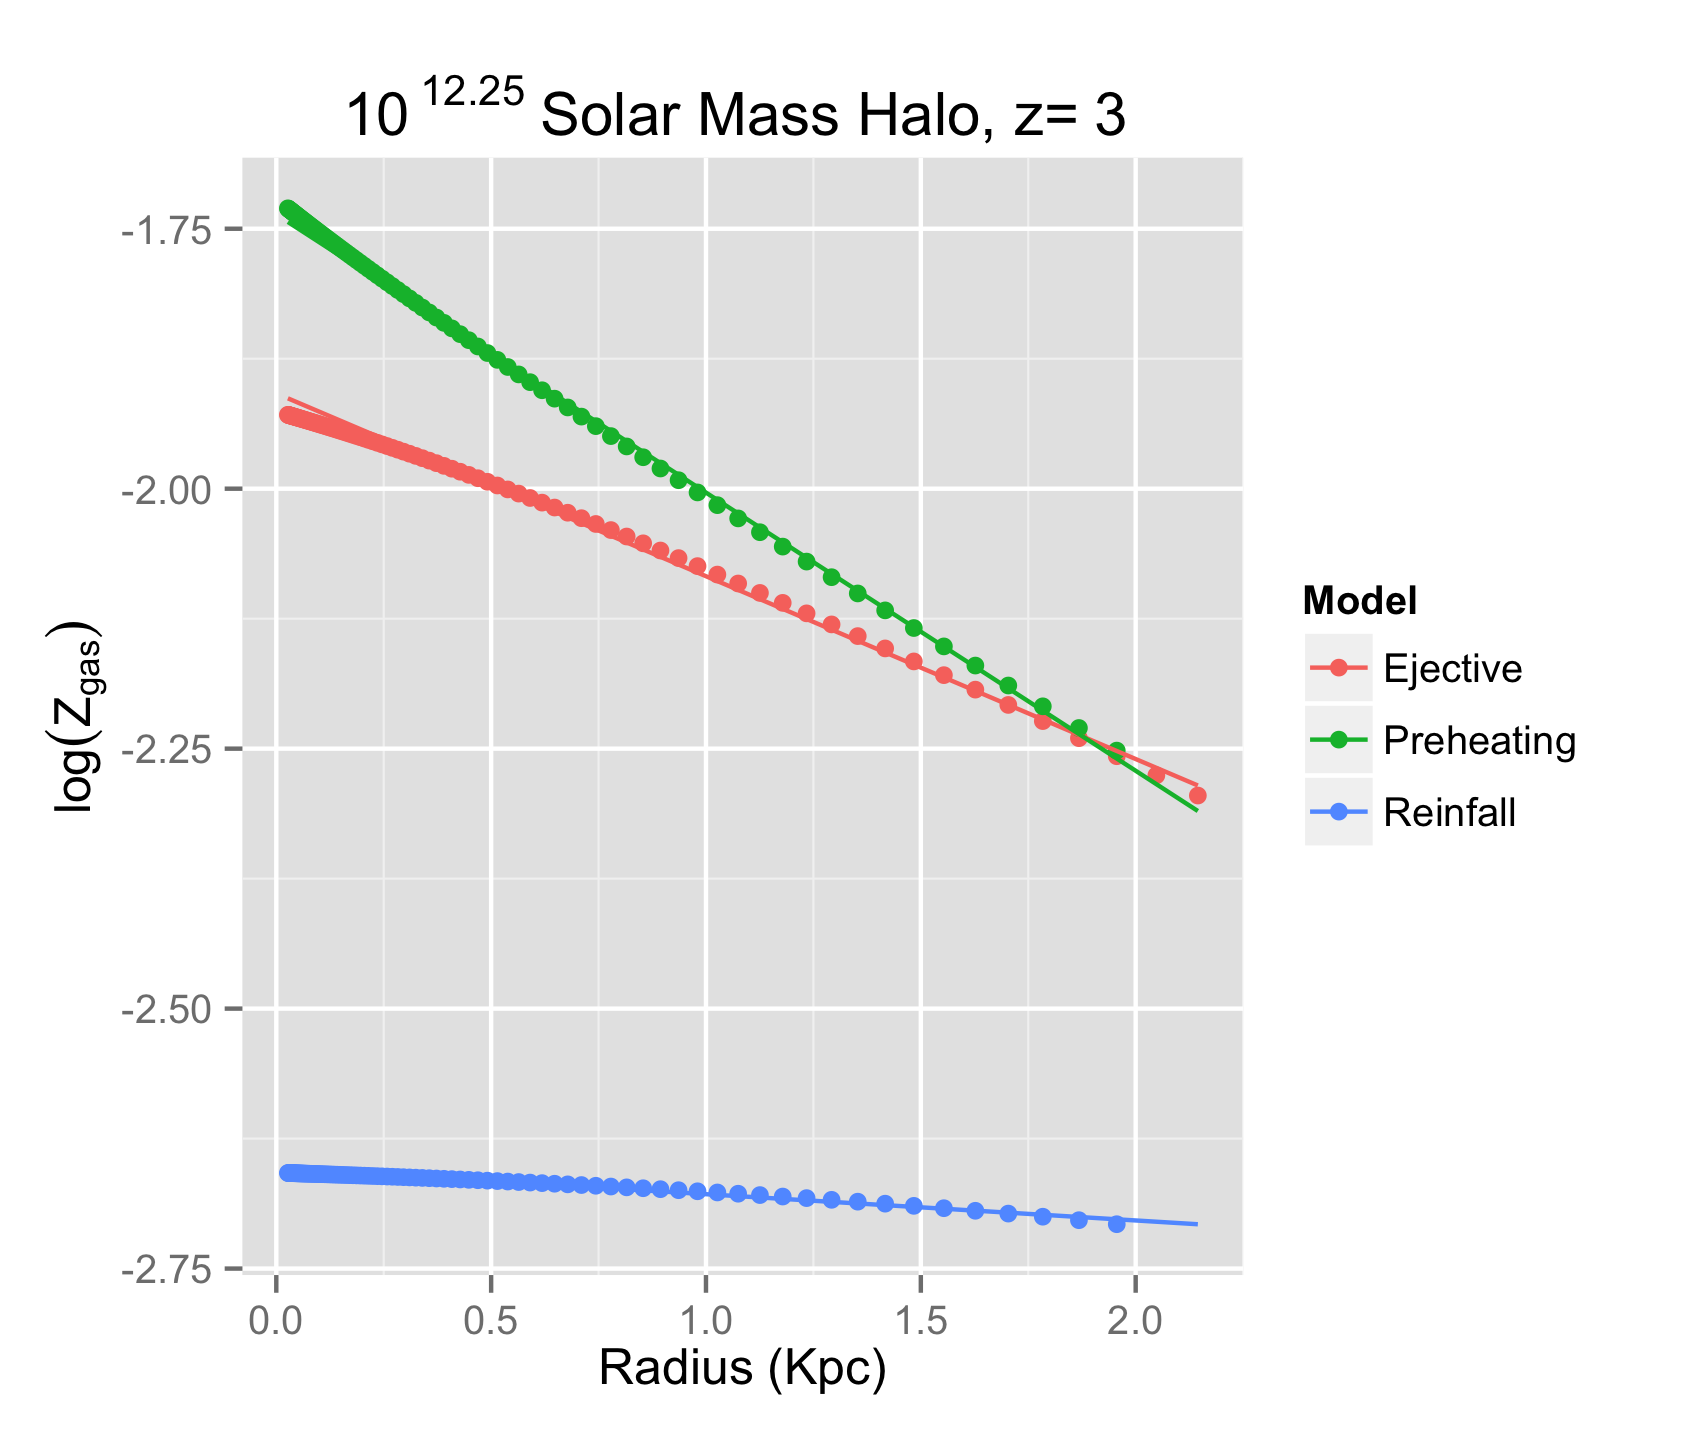 10 12.25 Solar Mass Halo, z= 3
-1.75
-2.00
-2.25
-2.50
-2.75
log(Zgas)
0.0 0.5 1.0 1.5 2.0
Radius (Kpc)
Model
Ejective
Preheating
Reinfall